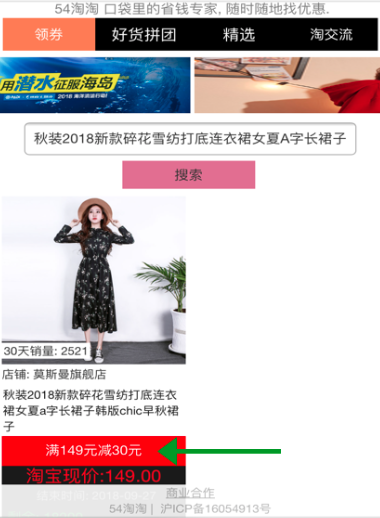 54淘淘 口袋里的省钱专家, 随时随地找优惠.
领券 好货拼团 精选 淘交流
用潜水征服海岛
秋装2018新款碎花雪纺打底连衣裙女夏A字长裙子
搜索
30天销量: 2521
店铺: 莫斯曼旗舰店
秋装2018新款碎花雪纺打底连衣
裙女夏a字长裙子韩版chic早秋裙
子
满149元减30元
淘宝现价:149.00
结束时间: 2018-09-27
商业合作
54淘淘 | 沪ICP备16054913号